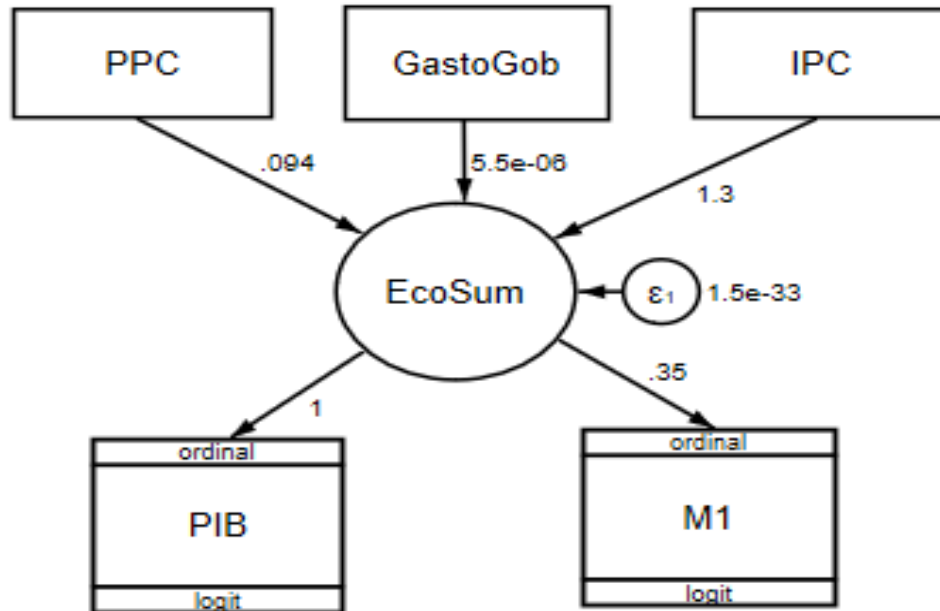 PPC
GastoGob
IPC
.094
5.5e-06
1.3
EcoSum
ε1
1.5e-33
1
.35
ordinal
PIB
logit
ordinal
M1
logit